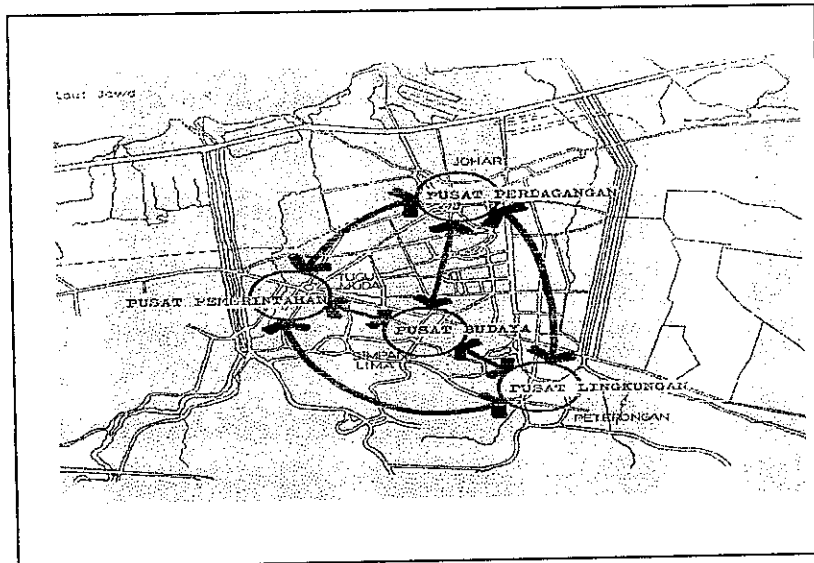 Laut Jawa
JOHAR
PUSAT PERDAGANGAN
TUGU
MUDA
PUSAT PEMERINTAHAN
PUSAT BUDAYA
SIMPANG
LIMA
PUSAT LINGKUNGAN
PETERONGAN